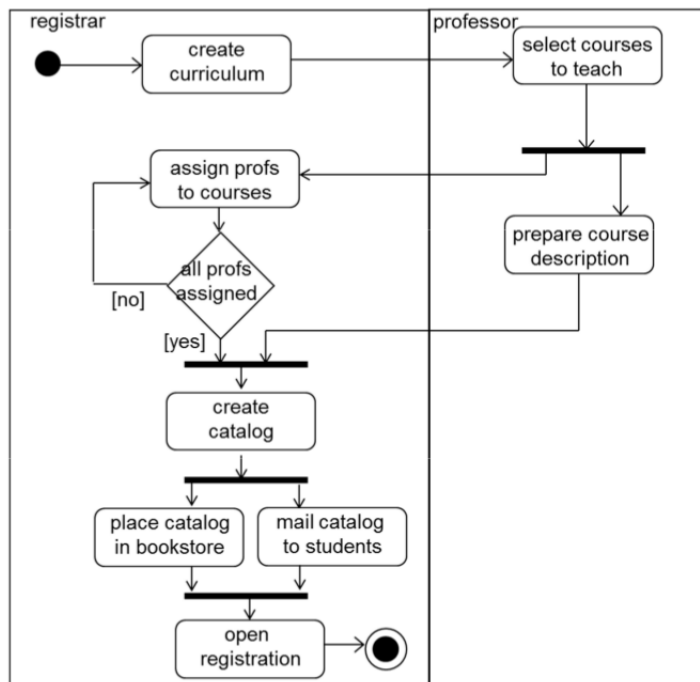 registrar
professor
create
curriculum
select courses
to teach
assign profs
to courses
prepare course
description
all profs
assigned
[no]
[yes]
create
catalog
place catalog
in bookstore
mail catalog
to students
open
registration